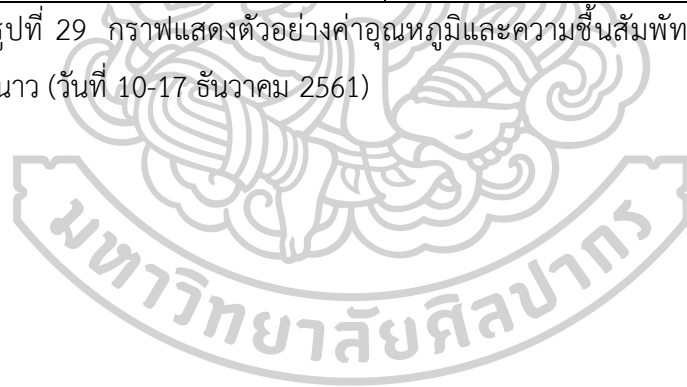 รูปที่ 29 กราฟแสดงตัวอย่างค่าอุณหภูมิและความชื้นสัมพัท
นาว (วันที่ 10-17 ธันวาคม 2561)
มหาวิทยาลัยศิลปากร